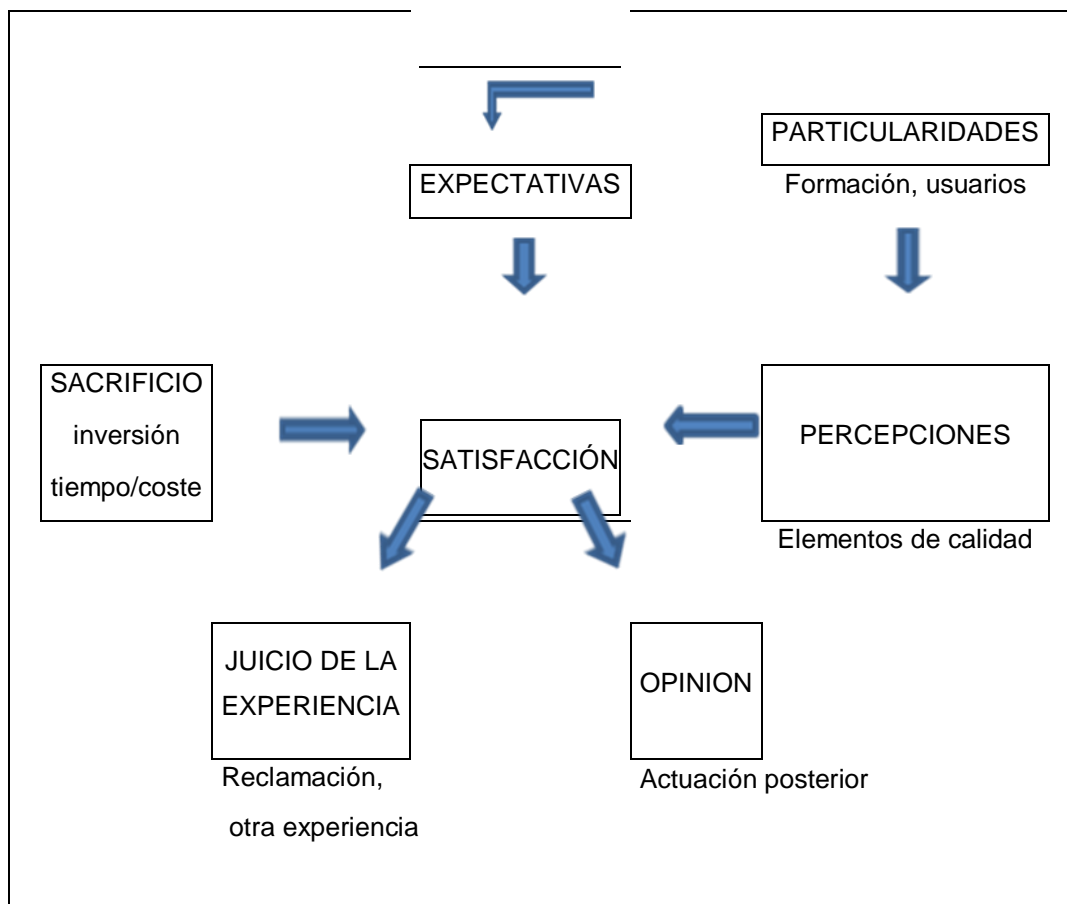 PARTICULARIDADES
Formación, usuarios
EXPECTATIVAS
SACRIFICIO
inversión
tiempo/coste
SATISFACCIÓN
PERCEPCIONES
Elementos de calidad
JUICIO DE LA
EXPERIENCIA
Reclamación,
otra experiencia
OPINION
Actuación posterior